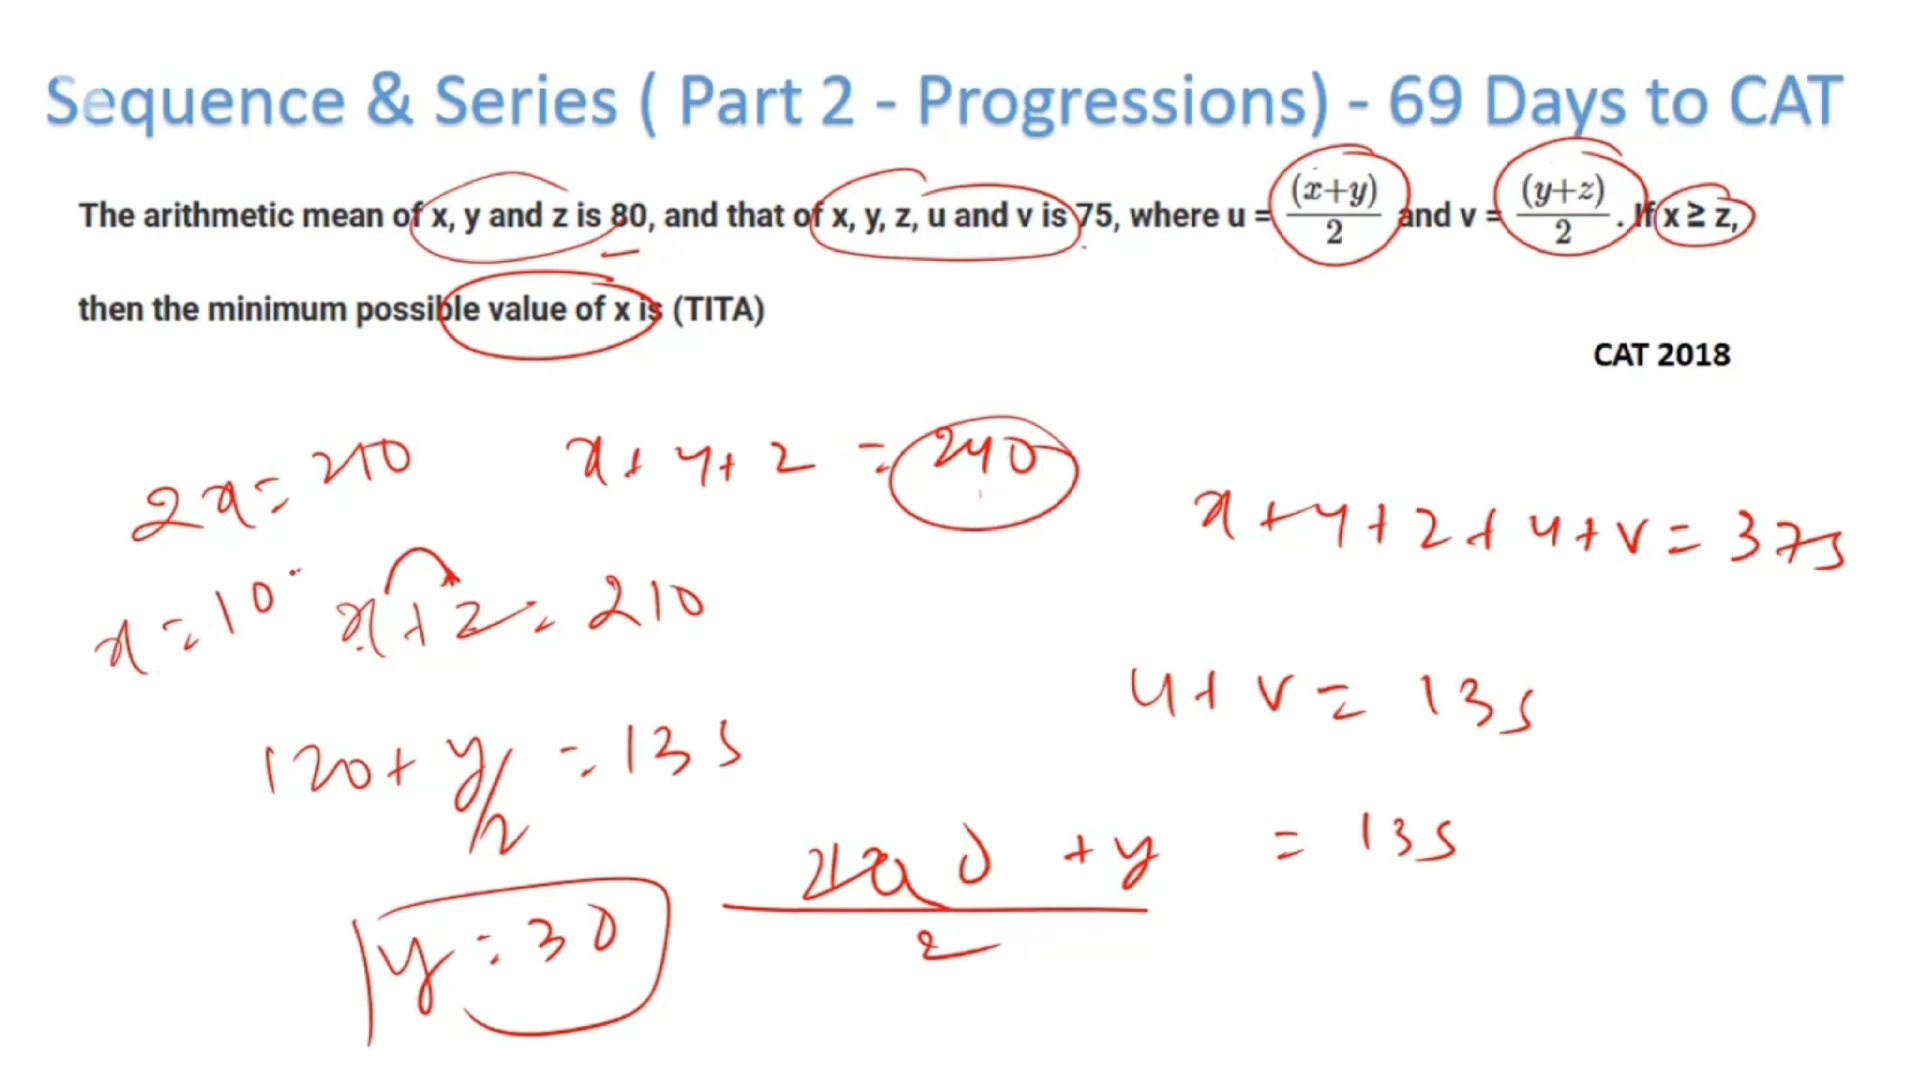 Sequence & Series ( Part 2 - Progressions) - 69 Days to CAT
The arithmetic mean of x, y and z is 80, and that of x, y, z, u and v is 75, where u = (x+y)/2 and v = (y+z)/2 . If x ≥ z,
then the minimum possible value of x is (TITA)
CAT 2018
2x = 210
x + y + z = 240
x + y + z + u + v = 375
x = 10
x + z = 210
u + v = 135
120 + y/2 = 135
240 + y = 135
2
y = 30